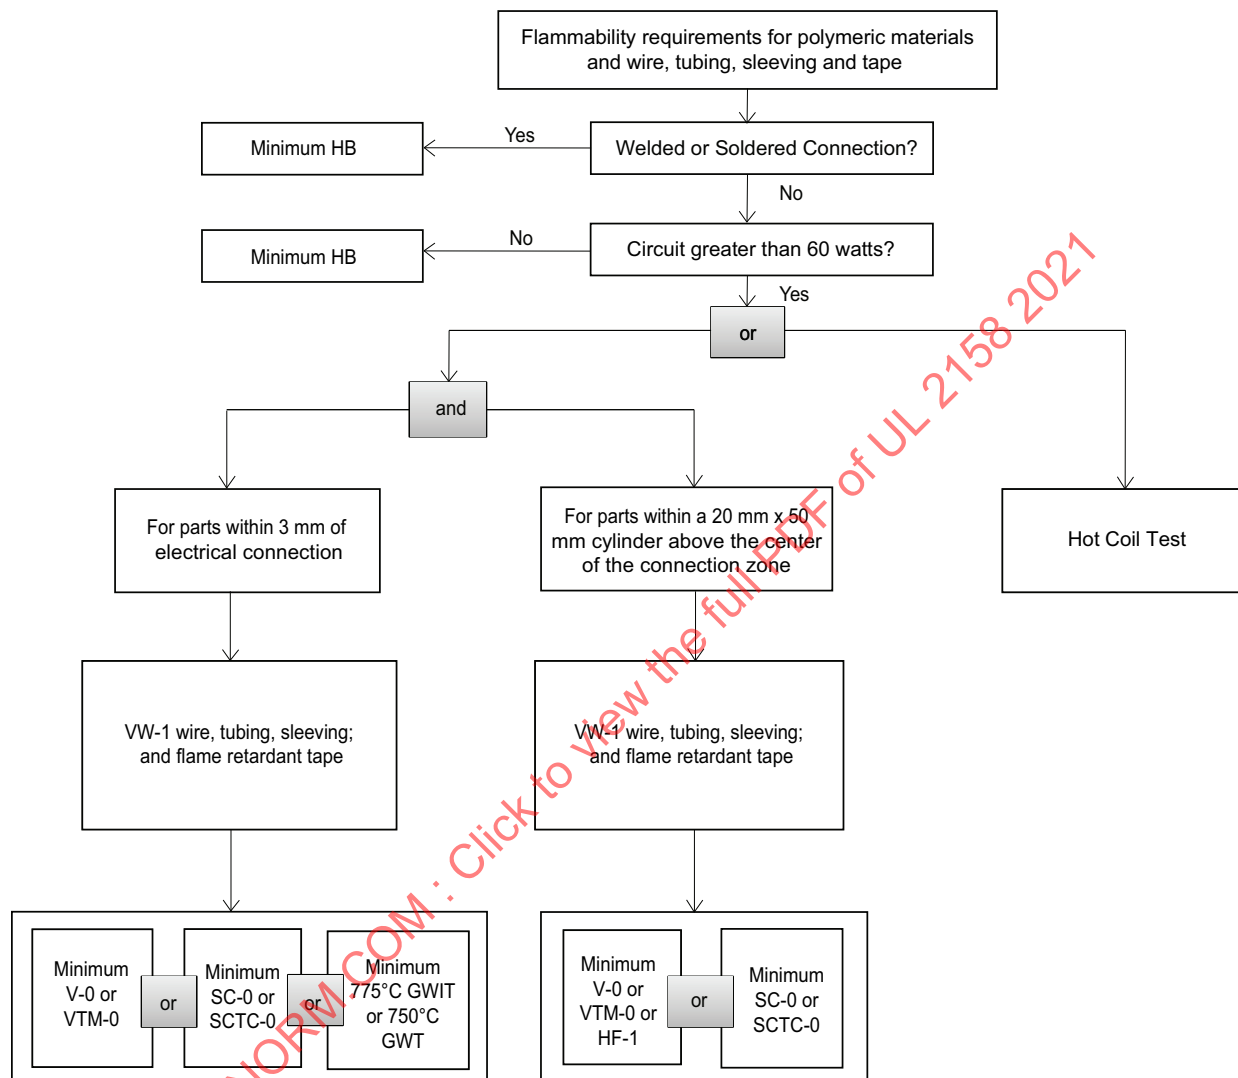 Flammability requirements for polymeric materials
and wire, tubing, sleeving and tape
Minimum HB
Yes
Welded or Soldered Connection?
No
Minimum HB
No
Circuit greater than 60 watts?
Yes
or
and
For parts within 3 mm of
electrical connection
For parts within a 20 mm x 50
mm cylinder above the center
of the connection zone
Hot Coil Test
VW-1 wire, tubing, sleeving;
and flame retardant tape
VW-1 wire, tubing, sleeving;
and flame retardant tape
Minimum
V-0 or
VTM-0
or
Minimum
SC-0 or
SCTC-0
or
Minimum
775°C GWIT
or 750°C
GWT
Minimum
V-0 or
VTM-0 or
HF-1
or
Minimum
SC-0 or
SCTC-0
NORM.COM : Click to view the full PDF of UL 2158 2021